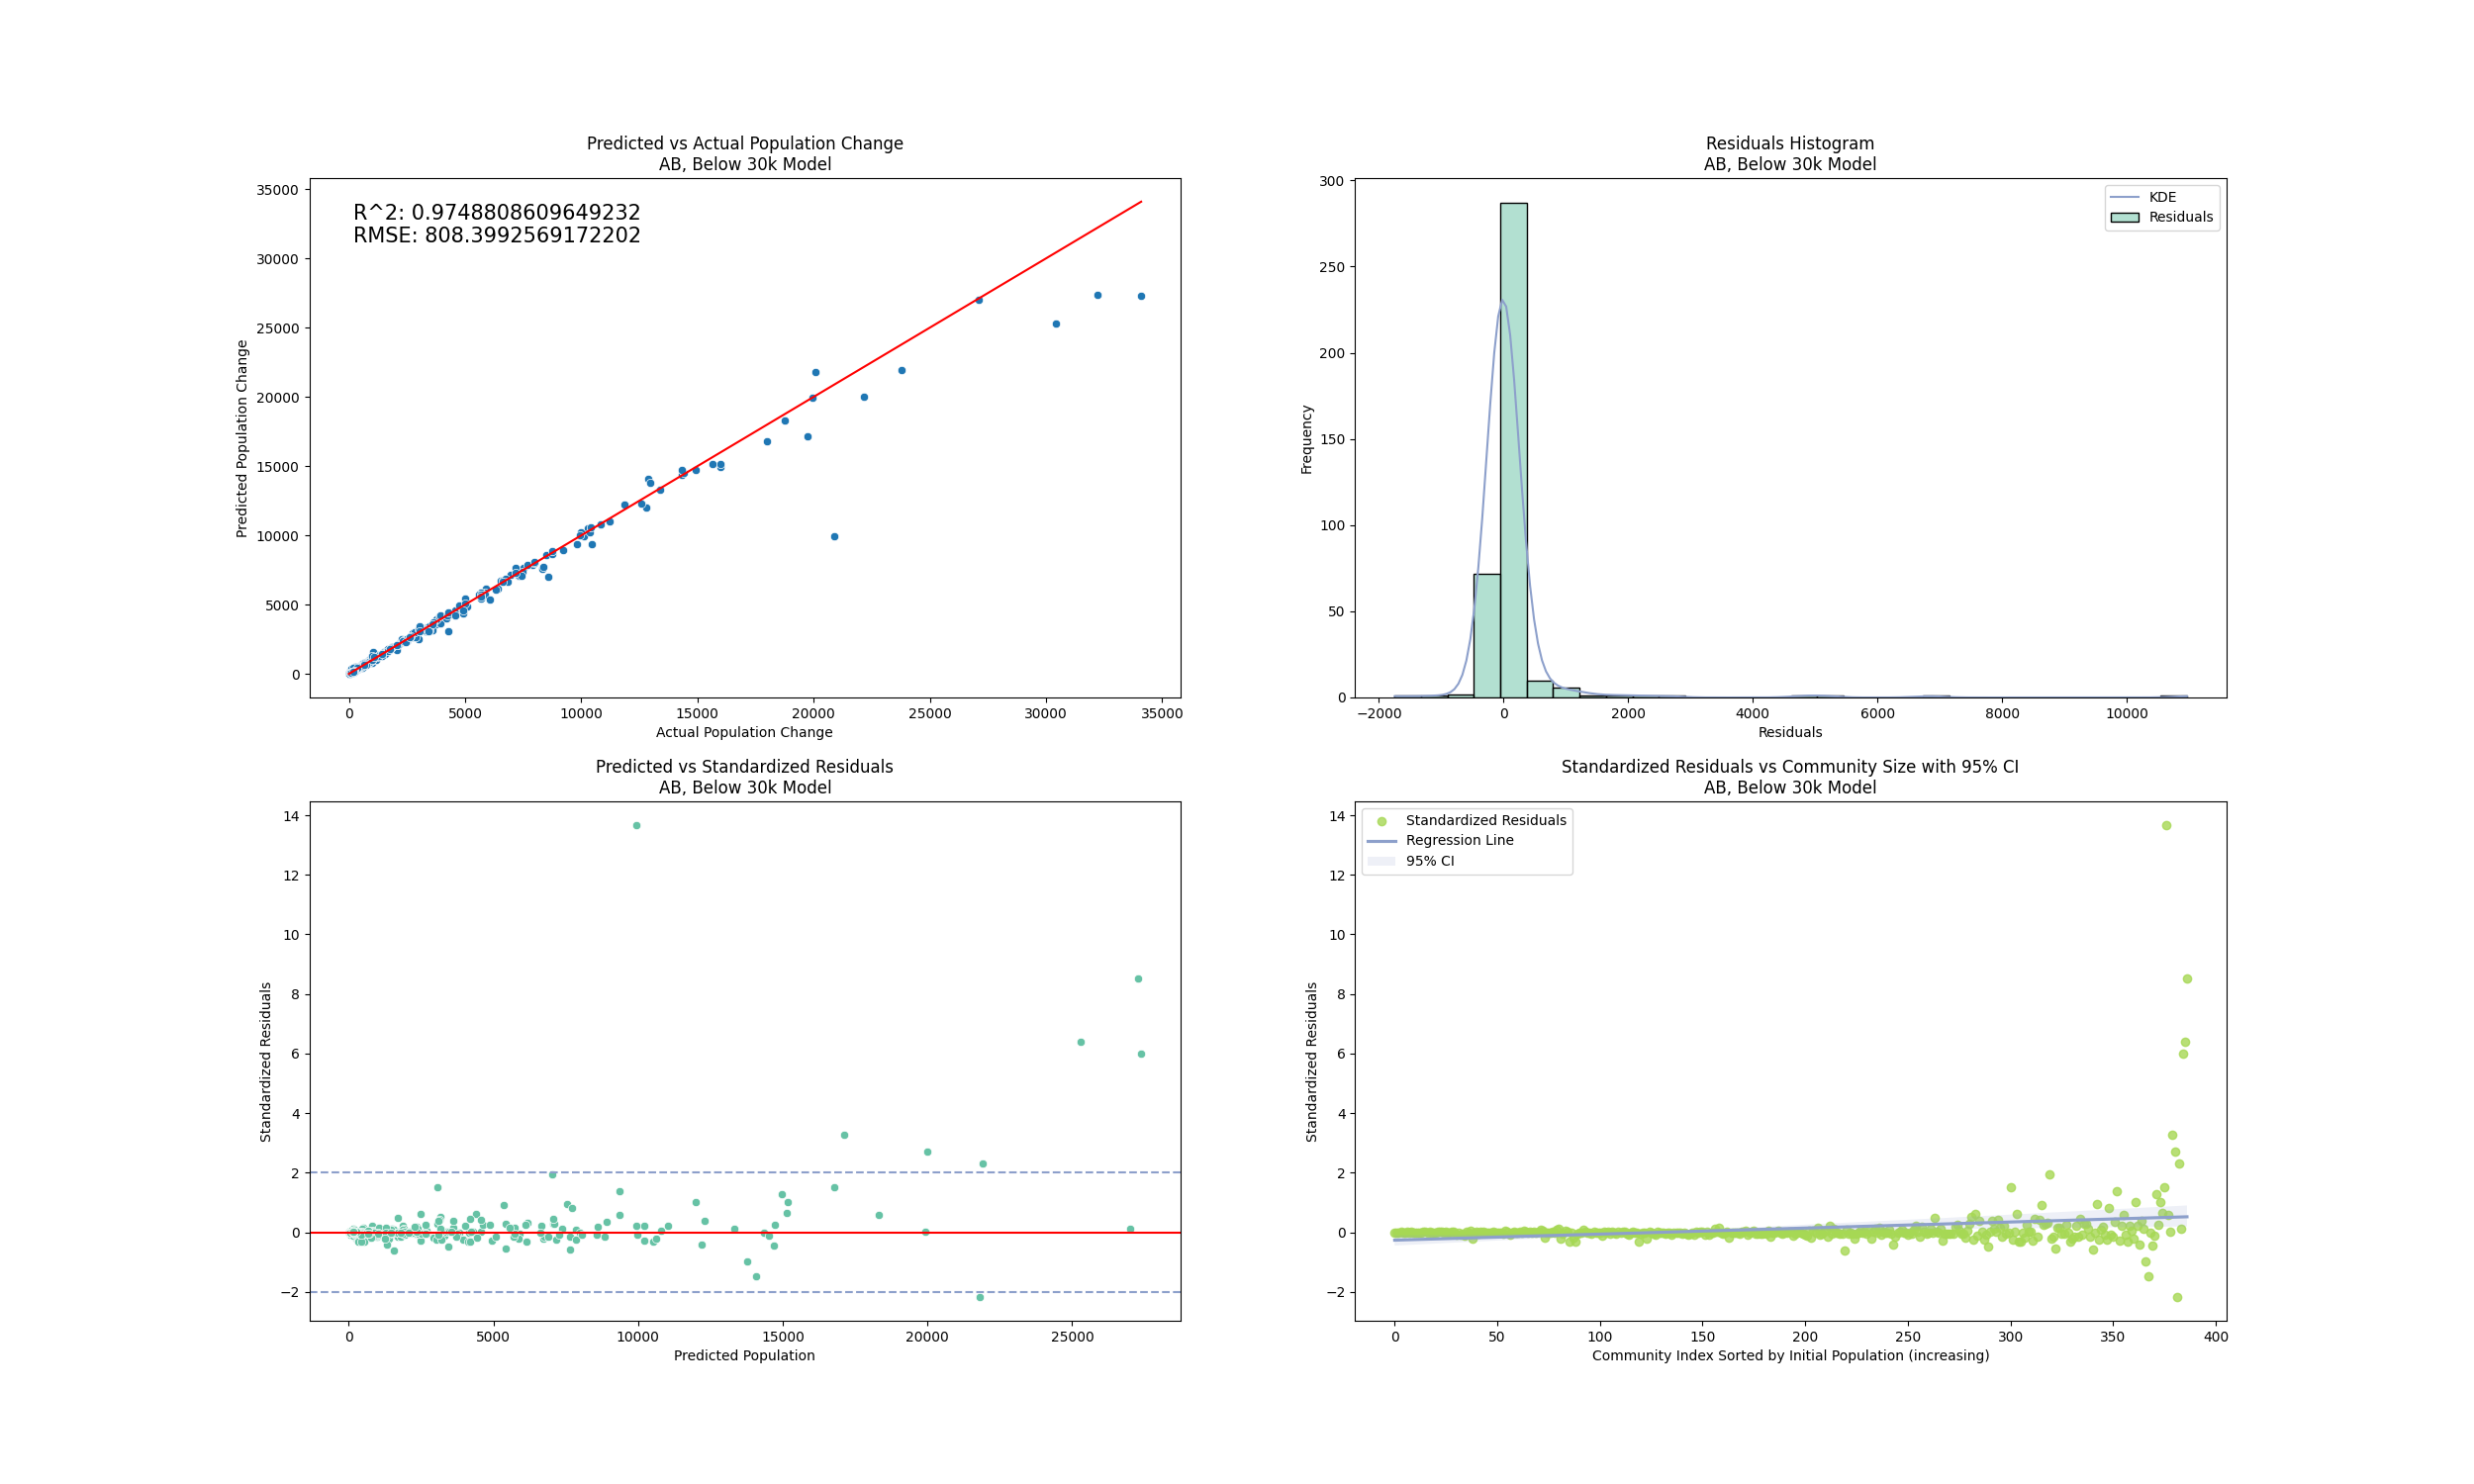 Predicted vs Actual Population Change
AB, Below 30k Model
R^2: 0.9748808609649232
RMSE: 808.3992569172202
35000
30000
25000
20000
15000
10000
5000
0
Predicted Population Change
0
5000
10000
15000
20000
25000
30000
35000
Actual Population Change
Residuals Histogram
AB, Below 30k Model
KDE
Residuals
300
250
200
150
100
50
0
Frequency
−2000
0
2000
4000
6000
8000
10000
Residuals
Predicted vs Standardized Residuals
AB, Below 30k Model
14
12
10
8
6
4
2
0
−2
Standardized Residuals
0
5000
10000
15000
20000
25000
Predicted Population
Standardized Residuals vs Community Size with 95% CI
AB, Below 30k Model
Standardized Residuals
Regression Line
95% CI
14
12
10
8
6
4
2
0
−2
Standardized Residuals
0
50
100
150
200
250
300
350
400
Community Index Sorted by Initial Population (increasing)